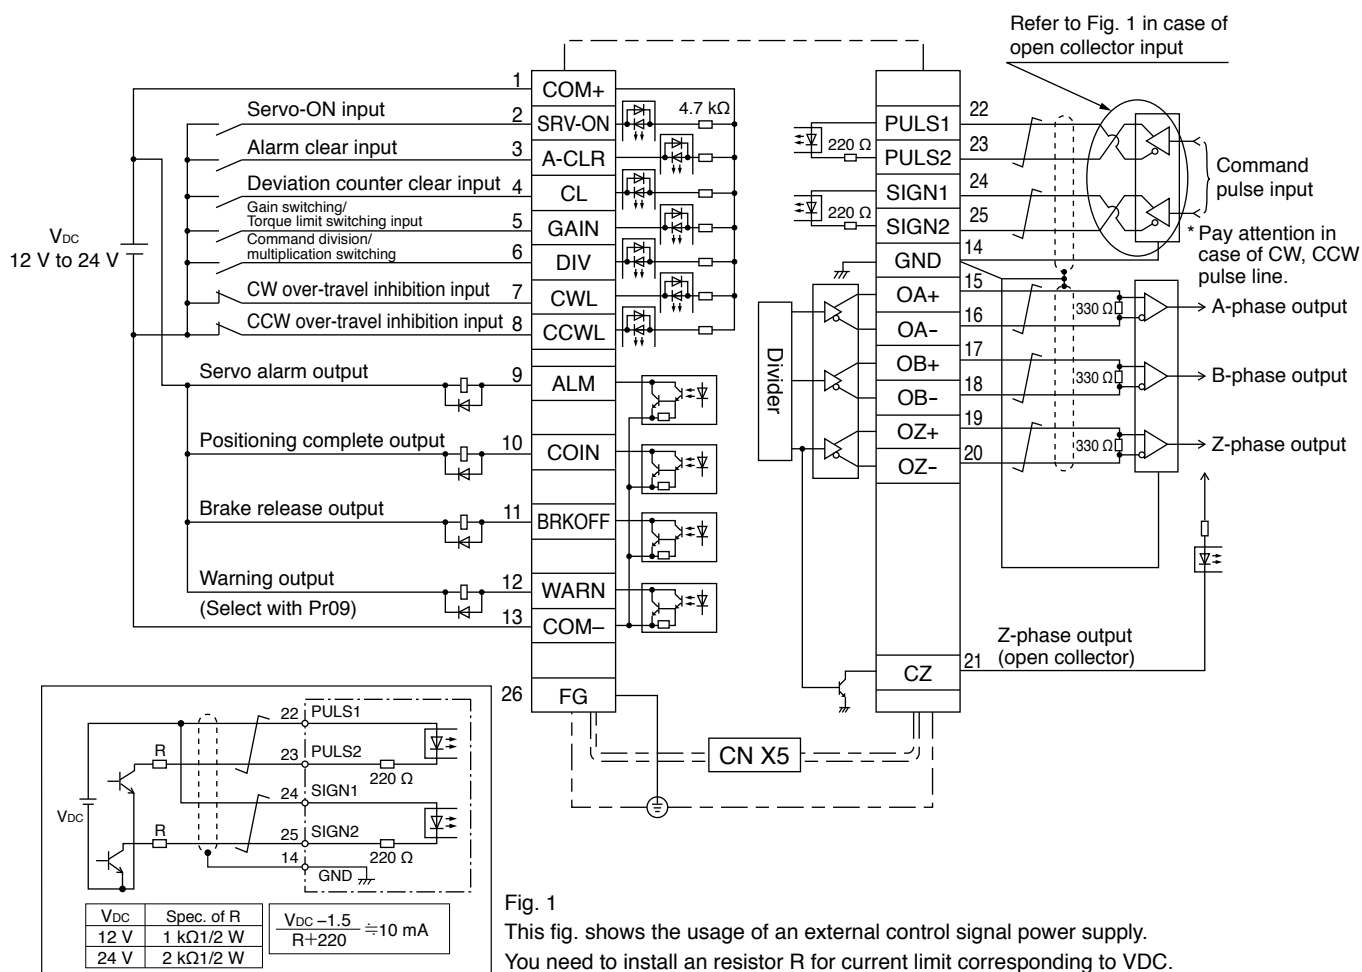 Refer to Fig. 1 in case of
open collector input
1 COM+
Servo-ON input 2 SRV-ON 4.7 kΩ
Alarm clear input 3 A-CLR
Deviation counter clear input 4 CL
Gain switching/
Torque limit switching input 5 GAIN
Command division/
multiplication switching 6 DIV
CW over-travel inhibition input 7 CWL
CCW over-travel inhibition input 8 CCWL
VDC
12 V to 24 V
Servo alarm output 9 ALM
Positioning complete output 10 COIN
Brake release output 11 BRKOFF
Warning output 12 WARN
(Select with Pr09) 13 COM–
26 FG
PULS1 22
220 Ω PULS2 23
SIGN1 24
220 Ω SIGN2 25
GND 14
Command
pulse input
* Pay attention in
case of CW, CCW
pulse line.
Divider
OA+ 15
OA– 16 330 Ω A-phase output
OB+ 17
OB– 18 330 Ω B-phase output
OZ+ 19
OZ– 20 330 Ω Z-phase output
Z-phase output
(open collector)
CZ 21
CN X5
22 PULS1
R 23 PULS2
220 Ω
24 SIGN1
VDC
R 25 SIGN2
220 Ω
14 GND
VDC Spec. of R
12 V 1 kΩ1/2 W
24 V 2 kΩ1/2 W
VDC –1.5
R+220
≒10 mA
Fig. 1
This fig. shows the usage of an external control signal power supply.
You need to install an resistor R for current limit corresponding to VDC.